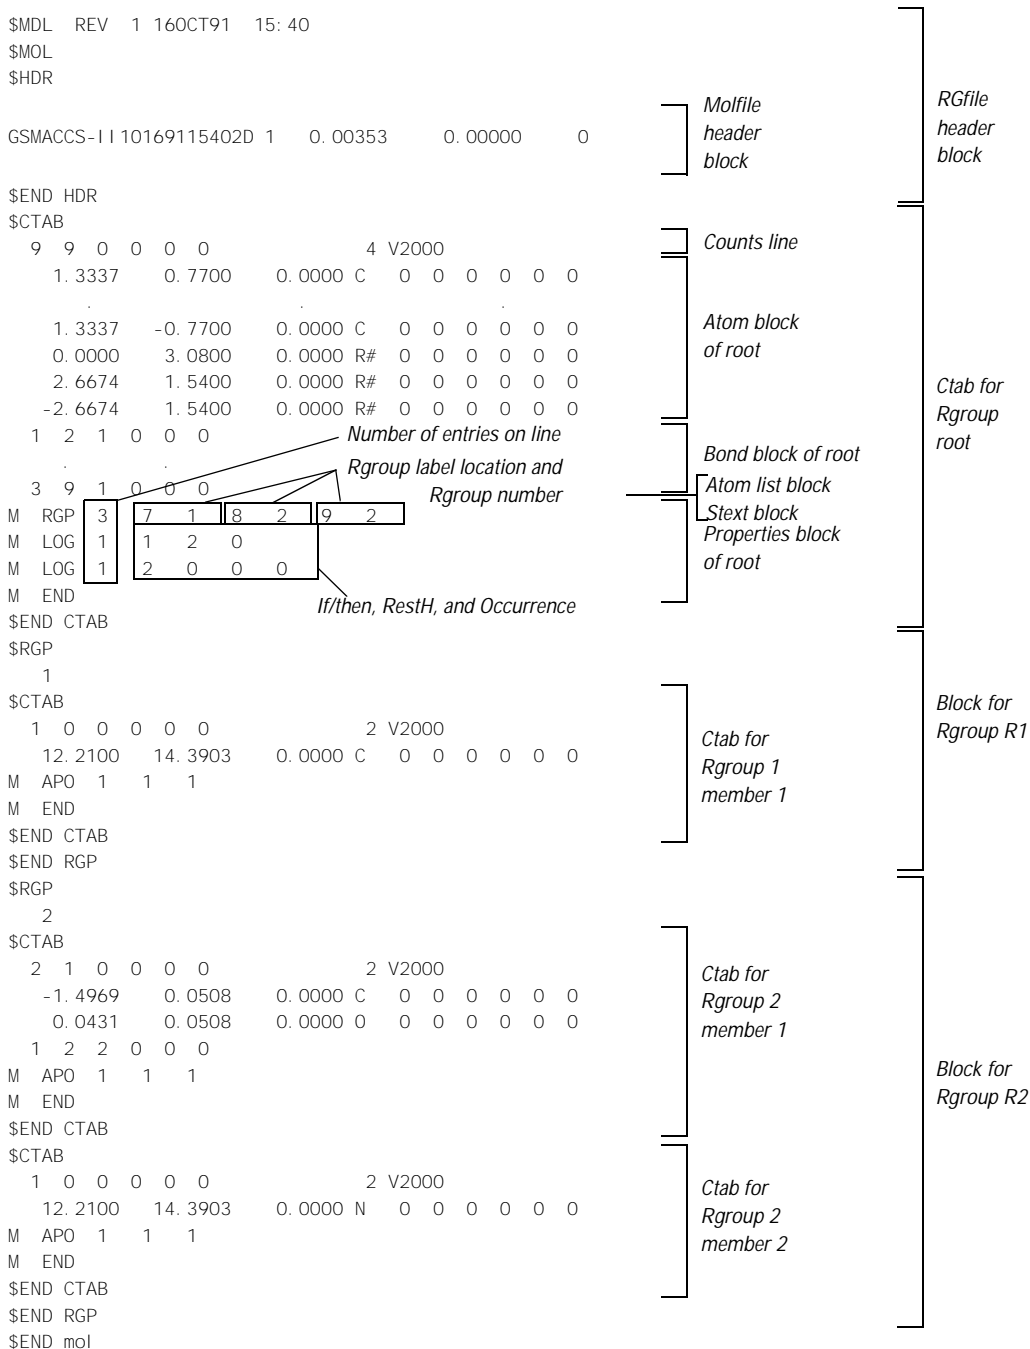 $MDL REV 1 16OCT91 15:40
$MOL
$HDR
Molfile
header
block
RGfile
header
block
GSMACCS-II10169115402D 1 0.00353 0.00000 0
$END HDR
$CTAB
9 9 0 0 0 0 4 V2000
Counts line
1.3337 0.7700 0.0000 C 0 0 0 0 0 0
. . .
1.3337 -0.7700 0.0000 C 0 0 0 0 0 0
0.0000 3.0800 0.0000 R# 0 0 0 0 0 0
2.6674 1.5400 0.0000 R# 0 0 0 0 0 0
-2.6674 1.5400 0.0000 R# 0 0 0 0 0 0
Atom block
of root
Ctab for
Rgroup
root
1 2 1 0 0 0
. .
3 9 1 0 0 0
Number of entries on line
Rgroup label location and
Rgroup number
Bond block of root
Atom list block
Stext block
Properties block
of root
M RGP 3 7 1 8 2 9 2
M LOG 1 1 2 0
M LOG 1 2 0 0 0
M END
If/then, RestH, and Occurrence
$END CTAB
$RGP
1
$CTAB
1 0 0 0 0 0 2 V2000
12.2100 14.3903 0.0000 C 0 0 0 0 0 0
M APO 1 1 1
M END
$END CTAB
$END RGP
Ctab for
Rgroup 1
member 1
Block for
Rgroup R1
$RGP
2
$CTAB
2 1 0 0 0 0 2 V2000
-1.4969 0.0508 0.0000 C 0 0 0 0 0 0
0.0431 0.0508 0.0000 O 0 0 0 0 0 0
1 2 2 0 0 0
M APO 1 1 1
M END
$END CTAB
Ctab for
Rgroup 2
member 1
Block for
Rgroup R2
$CTAB
1 0 0 0 0 0 2 V2000
12.2100 14.3903 0.0000 N 0 0 0 0 0 0
M APO 1 1 1
M END
$END CTAB
$END RGP
$END mol
Ctab for
Rgroup 2
member 2